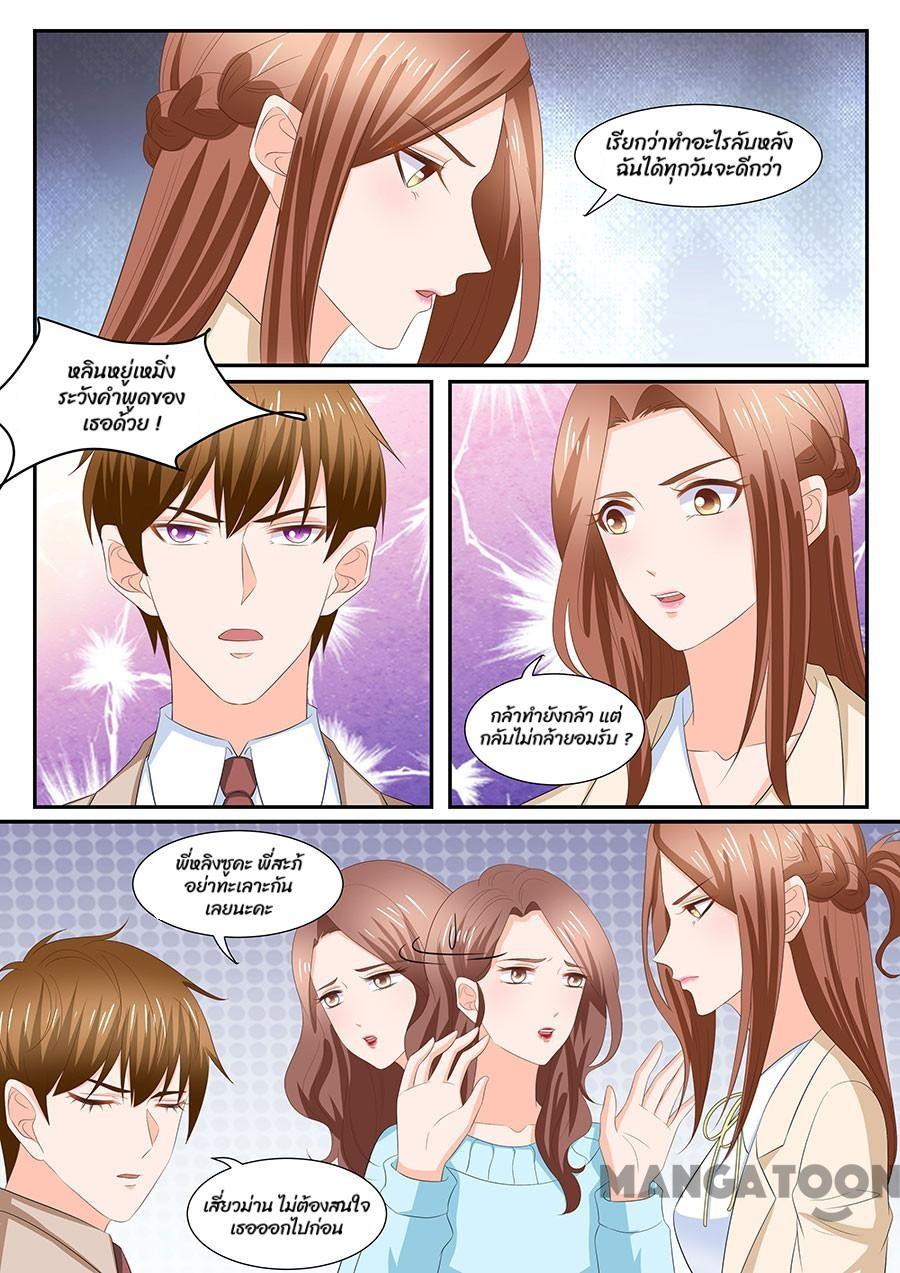 เรียกว่าทำอะไรลับหลัง
ฉันได้ทุกวันจะดีกว่า
หลินหยู่เหมิ่ง
ระวังคำพูดของ
เธอด้วย !
กล้าทำยังกล้า แต่
กลับไม่กล้ายอมรับ ?
พี่หลิงซูคะ พี่สะภ้
อย่าทะเลาะกัน
เลยนะคะ
เสี่ยวม่าน ไม่ต้องสนใจ
เธอออกไปก่อน
MANGATOON